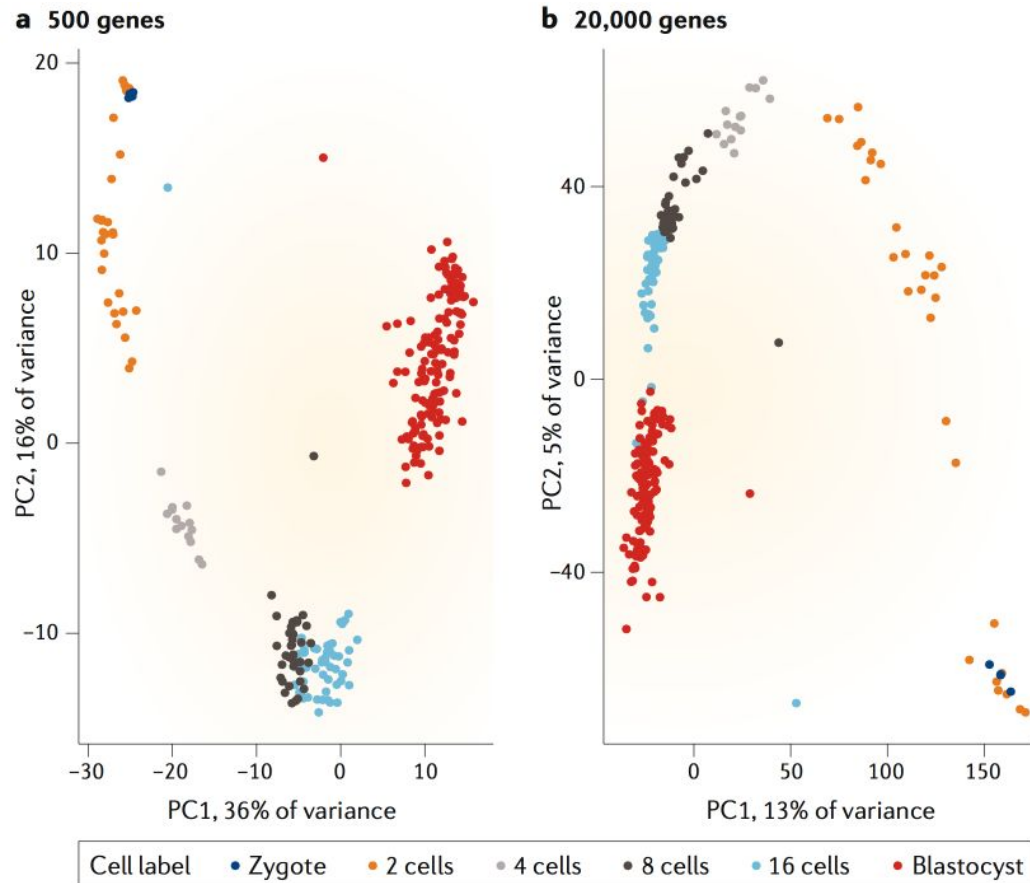 a 500 genes
20
10
0
−10
−30 −20 −10 0 10
PC2, 16% of variance
PC1, 36% of variance
b 20,000 genes
40
0
−40
0 50 100 150
PC2, 5% of variance
PC1, 13% of variance
Cell label Zygote 2 cells 4 cells 8 cells 16 cells Blastocyst